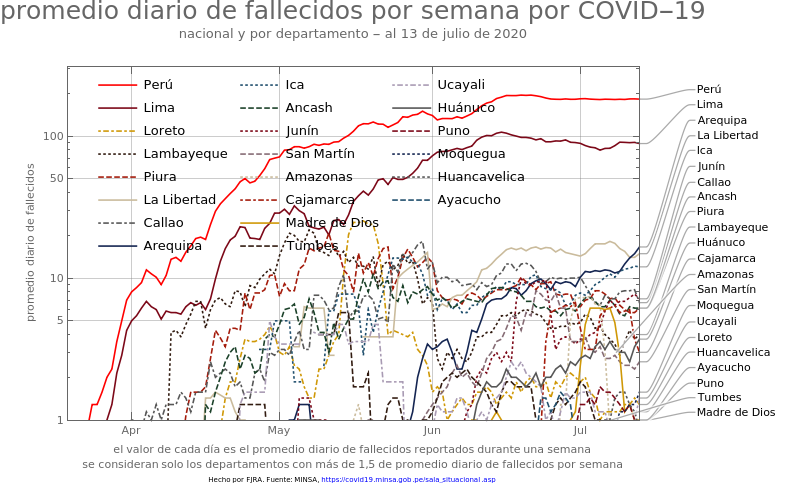 promedio diario de fallecidos por semana por COVID−19
nacional y por departamento − al 13 de julio de 2020
promedio diario de fallecidos
100
50
10
5
1
Perú
Lima
Loreto
Lambayeque
Piura
La Libertad
Callao
Arequipa
Ica
Ancash
Junín
San Martín
Amazonas
Cajamarca
Madre de Dios
Tumbes
Ucayali
Huánuco
Puno
Moquegua
Huancavelica
Ayacucho
Perú
Lima
Arequipa
La Libertad
Ica
Junín
Callao
Ancash
Piura
Lambayeque
Huánuco
Cajamarca
Amazonas
San Martín
Moquegua
Ucayali
Loreto
Huancavelica
Ayacucho
Puno
Tumbes
Madre de Dios
Apr May Jun Jul
el valor de cada día es el promedio diario de fallecidos reportados durante una semana
se consideran solo los departamentos con más de 1,5 de promedio diario de fallecidos por semana
Hecho por FJRA. Fuente: MINSA, https://covid19.minsa.gob.pe/sala_situacional.asp